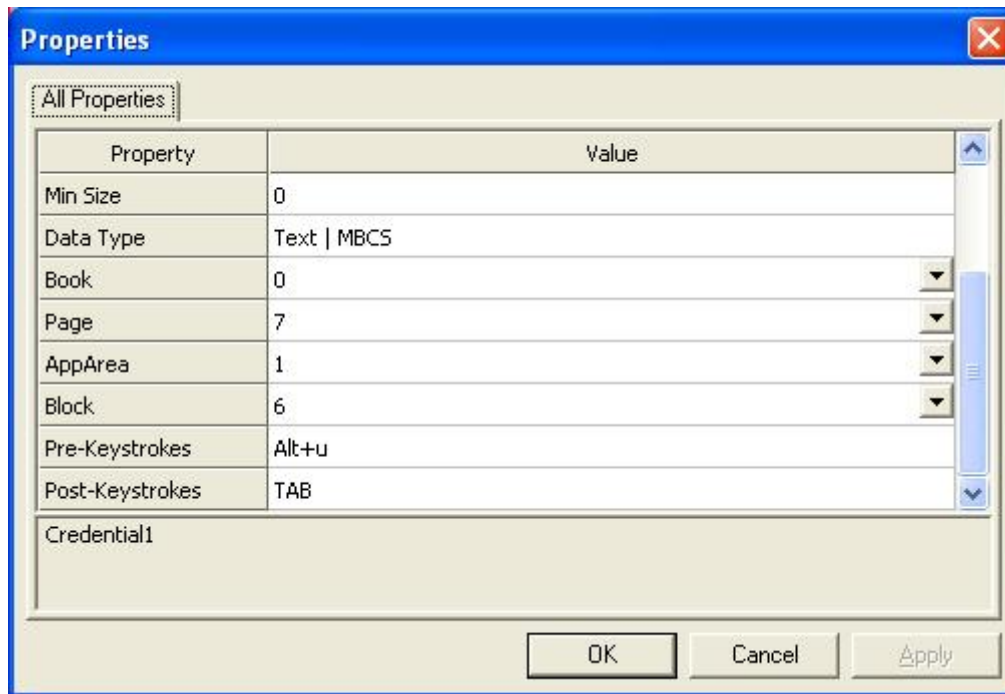 Properties
All Properties
Property Value
Min Size 0
Data Type Text | MBCS
Book 0
Page 7
AppArea 1
Block 6
Pre-Keystrokes Alt+u
Post-Keystrokes TAB
Credential1
OK Cancel Apply